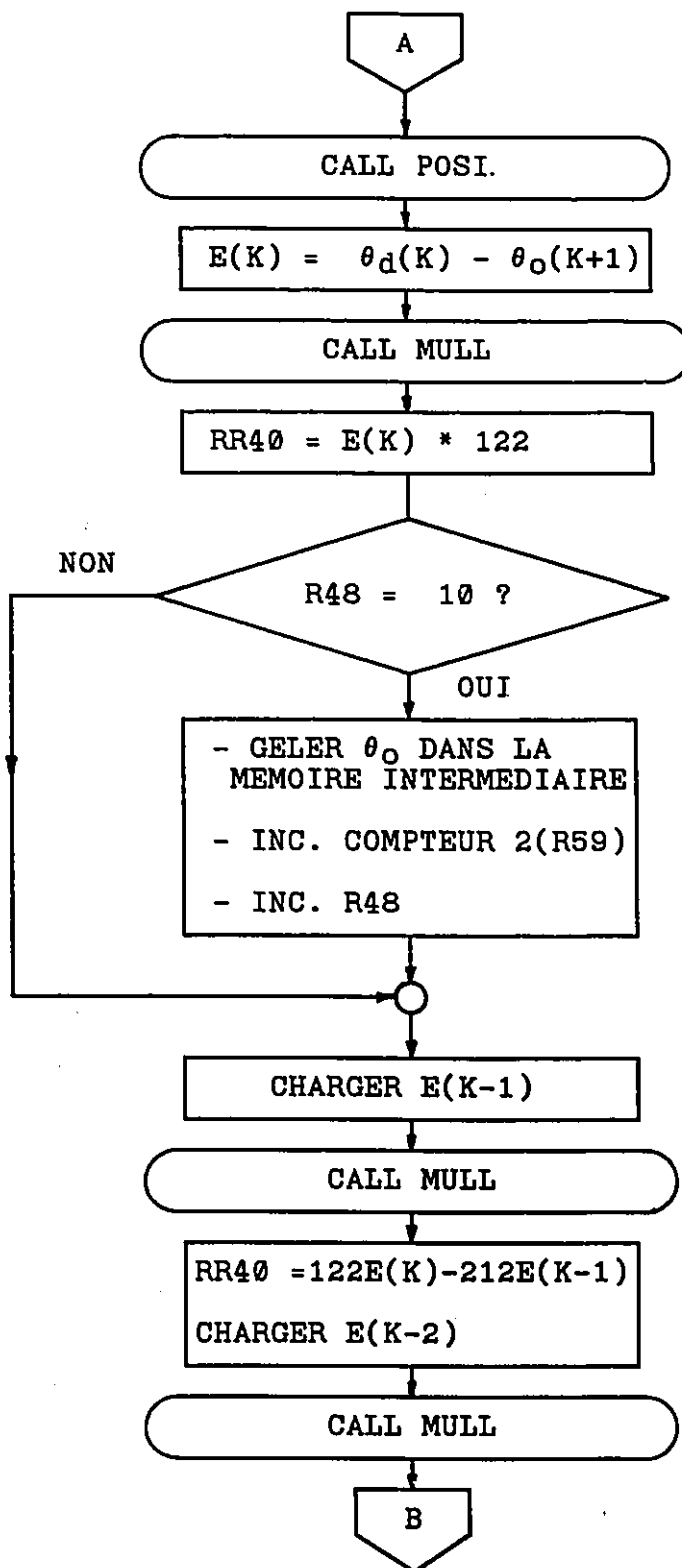 A
CALL POSI.
E(K) = θd(K) - θo(K+1)
CALL MULL
RR40 = E(K) * 122
NON
R48 = 10 ?
OUI
- GELER θo DANS LA
MEMOIRE INTERMEDIAIRE
- INC. COMPTEUR 2(R59)
- INC. R48
CHARGER E(K-1)
CALL MULL
RR40 =122E(K)-212E(K-1)
CHARGER E(K-2)
CALL MULL
B